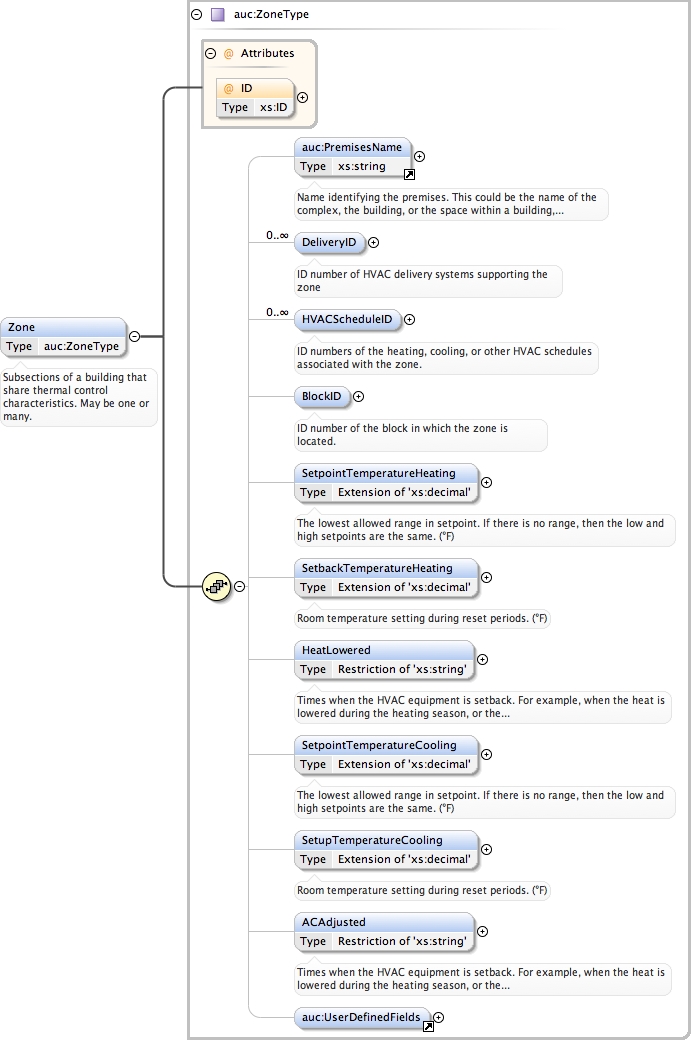 auc:ZoneType
@ Attributes
@ ID
Type xs:ID
auc:PremisesName
Type xs:string
Name identifying the premises. This could be the name of the
complex, the building, or the space within a building,...
0..∞
DeliveryID
ID number of HVAC delivery systems supporting the
zone
0..∞
HVACScheduleID
ID numbers of the heating, cooling, or other HVAC schedules
associated with the zone.
Zone
Type auc:ZoneType
Subsections of a building that
share thermal control
characteristics. May be one or
many.
BlockID
ID number of the block in which the zone is
located.
SetpointTemperatureHeating
Type Extension of 'xs:decimal'
The lowest allowed range in setpoint. If there is no range, then the low and
high setpoints are the same. (°F)
SetbackTemperatureHeating
Type Extension of 'xs:decimal'
Room temperature setting during reset periods. (°F)
HeatLowered
Type Restriction of 'xs:string'
Times when the HVAC equipment is setback. For example, when the heat is
lowered during the heating season, or the...
SetpointTemperatureCooling
Type Extension of 'xs:decimal'
The lowest allowed range in setpoint. If there is no range, then the low and
high setpoints are the same. (°F)
SetupTemperatureCooling
Type Extension of 'xs:decimal'
Room temperature setting during reset periods. (°F)
ACAdjusted
Type Restriction of 'xs:string'
Times when the HVAC equipment is setback. For example, when the heat is
lowered during the heating season, or the...
auc:UserDefinedFields